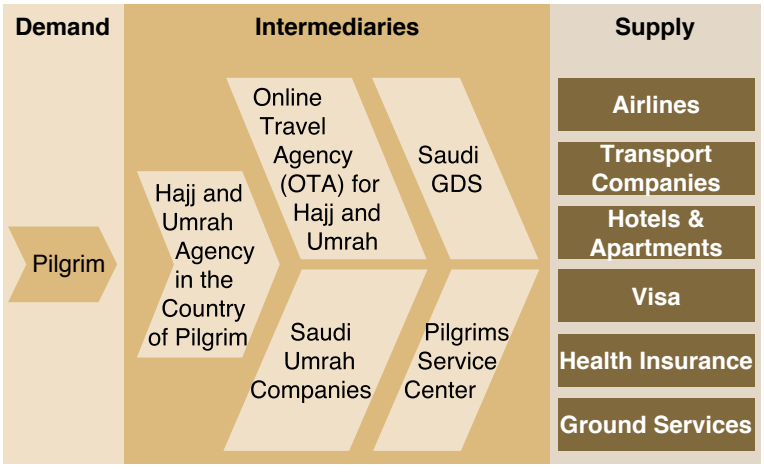 Demand
Intermediaries
Supply
Pilgrim
Hajj and
Umrah
Agency
in the
Country
of Pilgrim
Online
Travel
Agency
(OTA) for
Hajj and
Umrah
Saudi
GDS
Saudi
Umrah
Companies
Pilgrims
Service
Center
Airlines
Transport
Companies
Hotels &
Apartments
Visa
Health Insurance
Ground Services